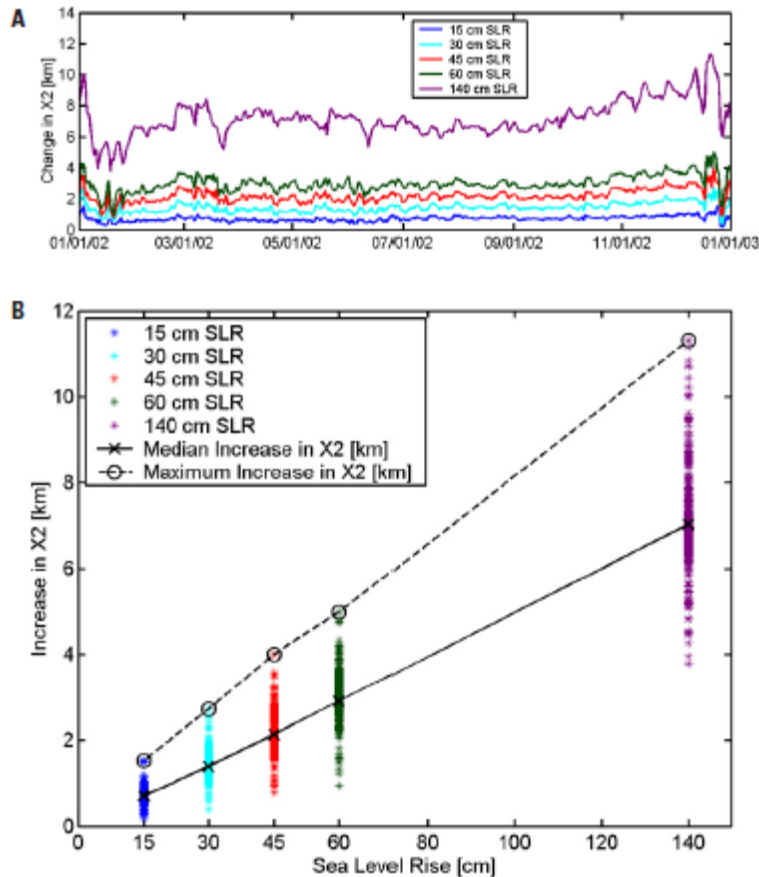 A
14
12
10
8
6
4
2
0
Change in X2 [km]
15 cm SLR
30 cm SLR
45 cm SLR
60 cm SLR
140 cm SLR
01/01/02 03/01/02 05/01/02 07/01/02 09/01/02 11/01/02 01/01/03
B
12
10
8
6
4
2
0
Increase in X2 [km]
15 cm SLR
30 cm SLR
45 cm SLR
60 cm SLR
140 cm SLR
Median Increase in X2 [km]
Maximum Increase in X2 [km]
0 15 30 45 60 80 100 120 140
Sea Level Rise [cm]